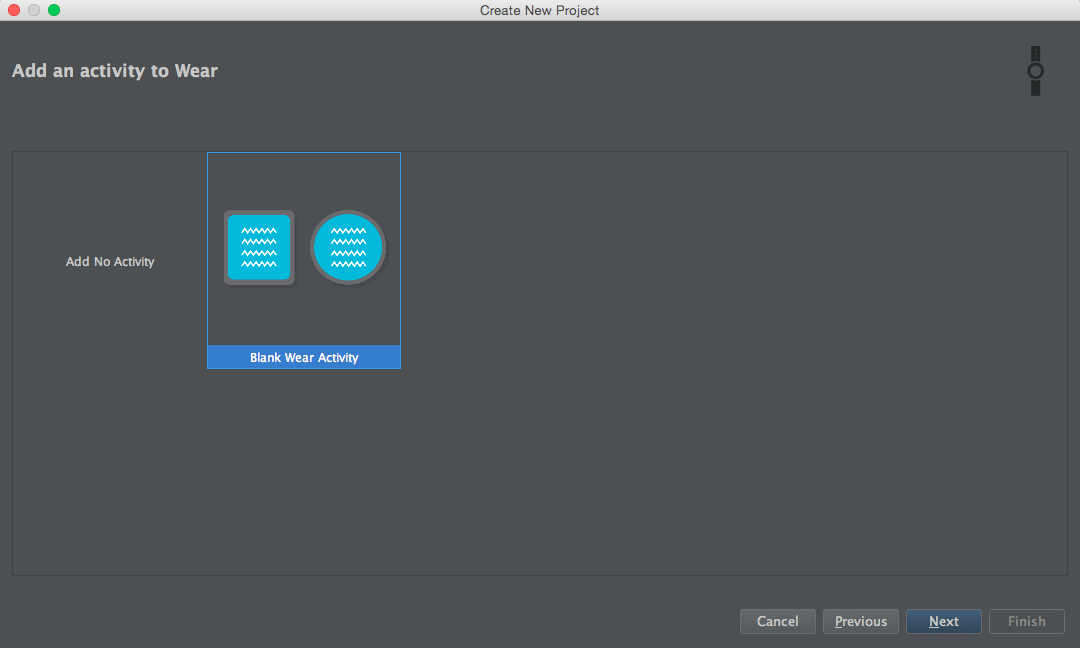 Create New Project
Add an activity to Wear
Add No Activity
Blank Wear Activity
Cancel
Previous
Next
Finish